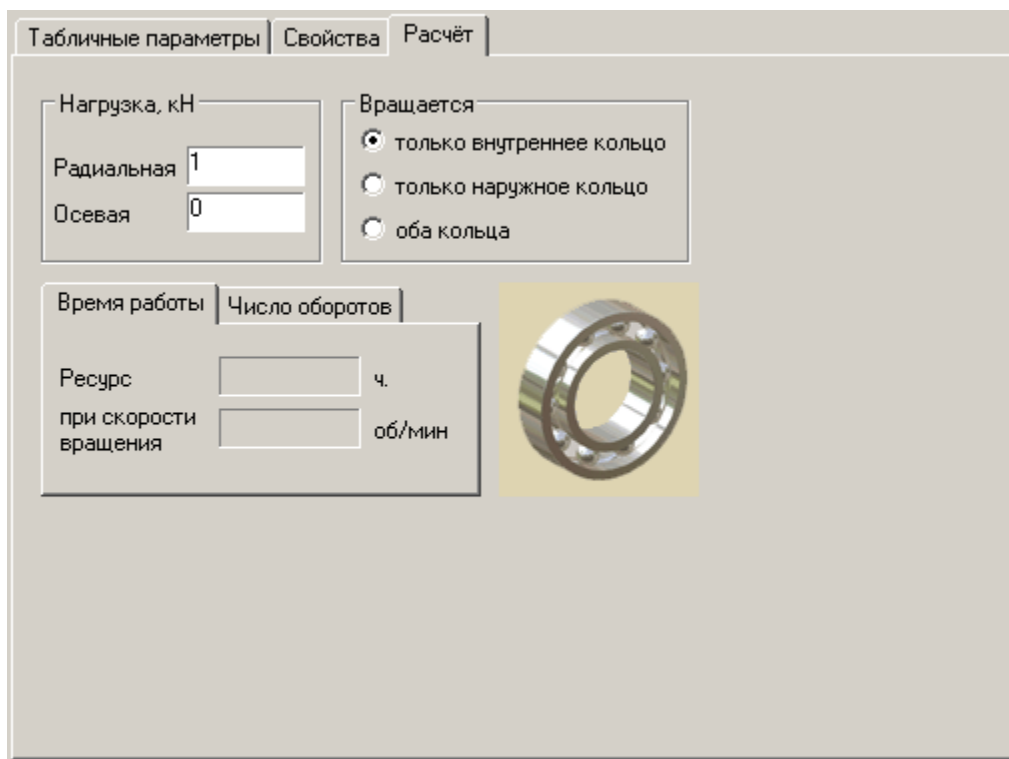 Табличные параметры Свойства Расчёт
Нагрузка, кН
Радиальная 1
Осевая 0
Вращается
только внутреннее кольцо
только наружное кольцо
оба кольца
Время работы Число оборотов
Ресурс ч.
при скорости
вращения об/мин